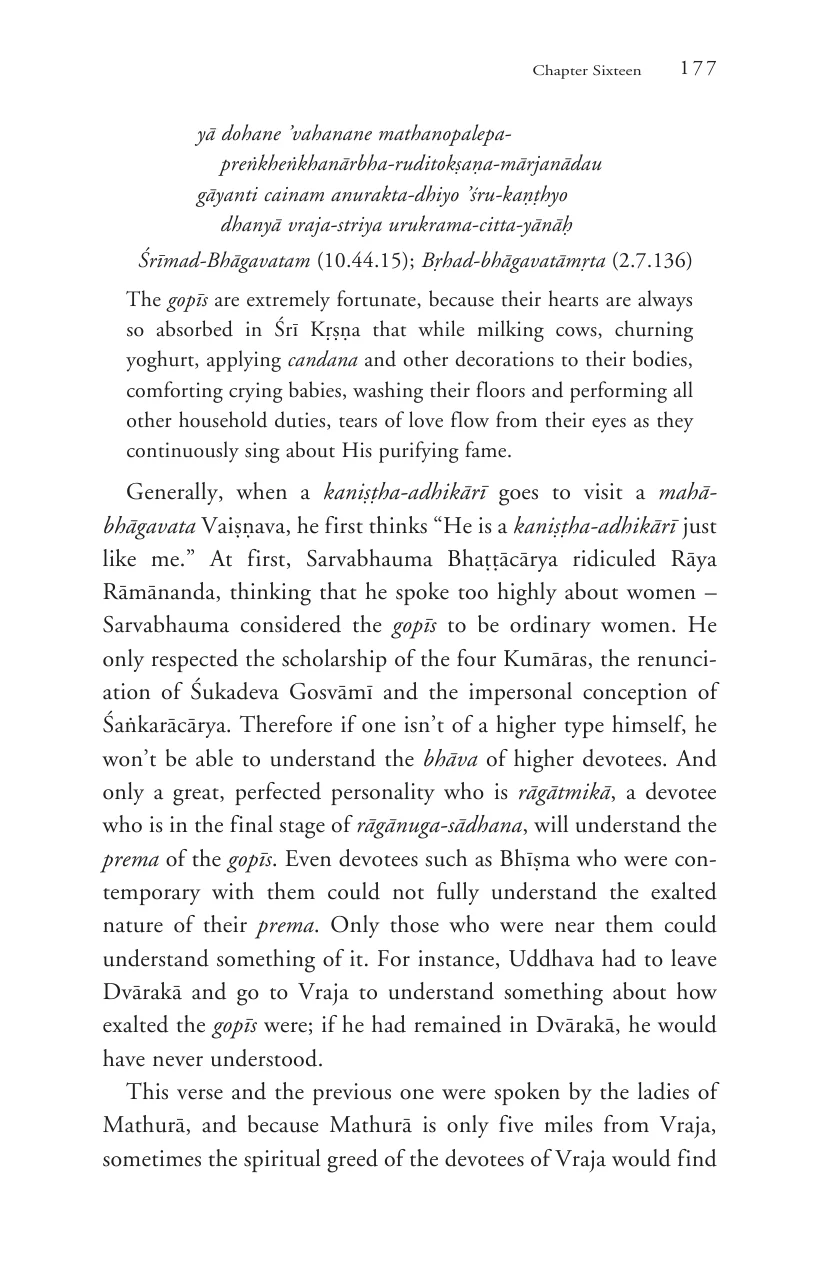 Chapter Sixteen 177
yā dohane ’vahanane mathanopalepa-
preṅkheṅkhanārbha-ruditokṣaṇa-mārjanādau
gāyanti cainam anurakta-dhiyo ’śru-kaṇṭhyo
dhanyā vraja-striya urukrama-citta-yānāḥ
Śrīmad-Bhāgavatam (10.44.15); Bṛhad-bhāgavatāmṛta (2.7.136)
The gopīs are extremely fortunate, because their hearts are always
so absorbed in Śrī Kṛṣṇa that while milking cows, churning
yoghurt, applying candana and other decorations to their bodies,
comforting crying babies, washing their floors and performing all
other household duties, tears of love flow from their eyes as they
continuously sing about His purifying fame.
Generally, when a kaniṣṭha-adhikārī goes to visit a mahā-
bhāgavata Vaiṣṇava, he first thinks “He is a kaniṣṭha-adhikārī just
like me.” At first, Sarvabhauma Bhaṭṭācārya ridiculed Rāya
Rāmānanda, thinking that he spoke too highly about women –
Sarvabhauma considered the gopīs to be ordinary women. He
only respected the scholarship of the four Kumāras, the renunci-
ation of Śukadeva Gosvāmī and the impersonal conception of
Śaṅkarācārya. Therefore if one isn’t of a higher type himself, he
won’t be able to understand the bhāva of higher devotees. And
only a great, perfected personality who is rāgātmikā, a devotee
who is in the final stage of rāgānuga-sādhana, will understand the
prema of the gopīs. Even devotees such as Bhīṣma who were con-
temporary with them could not fully understand the exalted
nature of their prema. Only those who were near them could
understand something of it. For instance, Uddhava had to leave
Dvārakā and go to Vraja to understand something about how
exalted the gopīs were; if he had remained in Dvārakā, he would
have never understood.
This verse and the previous one were spoken by the ladies of
Mathurā, and because Mathurā is only five miles from Vraja,
sometimes the spiritual greed of the devotees of Vraja would find